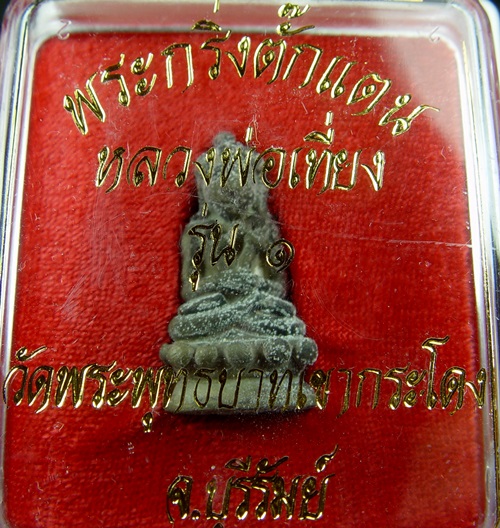 พระกริ่งตั๊กแตน
หลวงพ่อเที่ยง
รุ่น ๑
วัดพระพุทธบาทเขากระโดง
จ.บุรีรัมย์